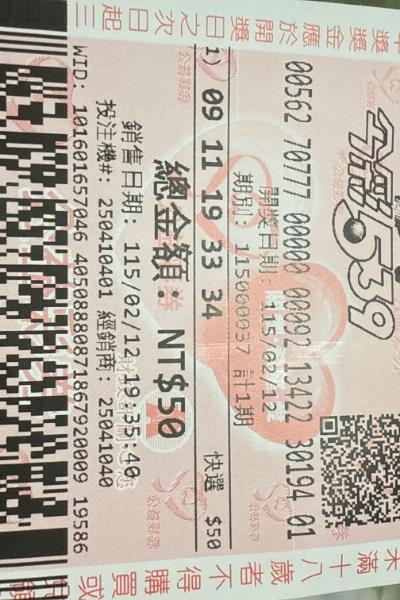 今彩539
00562 70777 00000 00092 13422 30194 01
開獎日期：115/02/12
期別：115000037 計1期
1) 09 11 19 33 34 快選 $50
總金額：NT$50
銷售日期：115/02/12 19:35:40
投注機#: 250410401 經銷商: 25041040
WID: 101601657046 4050888087186792000​9 19586
獎獎金應於開獎日之次日起三
未滿十八歲者不得購買或